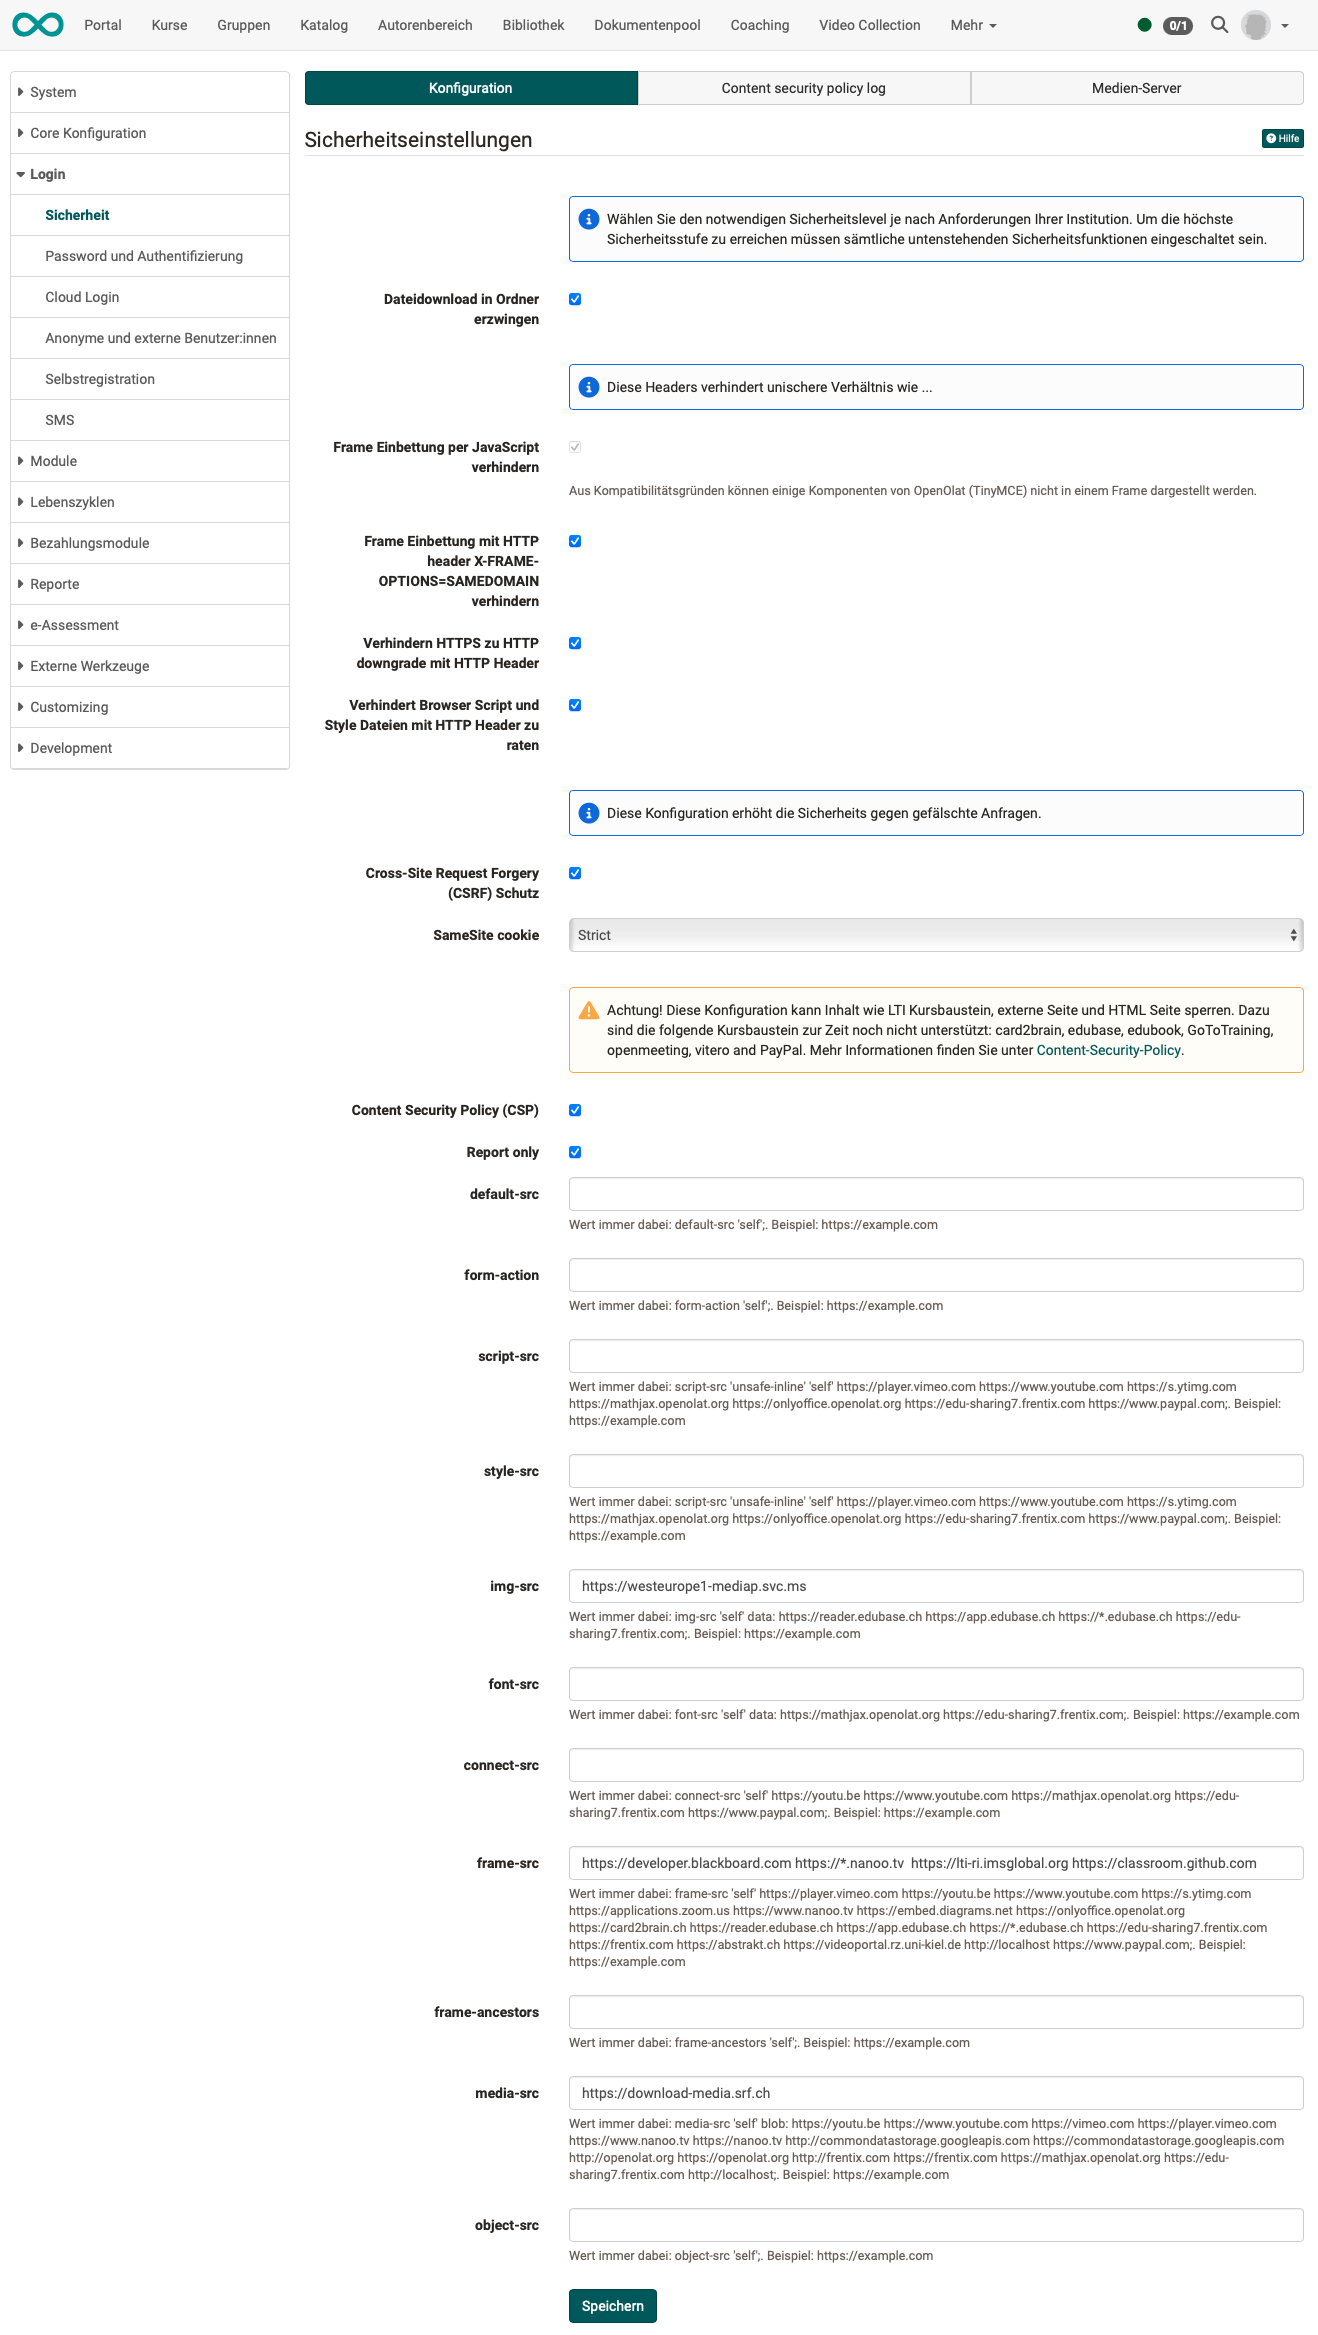 Portal Kurse Gruppen Katalog Autorenbereich Bibliothek Dokumentenpool Coaching Video Collection Mehr 0/1
System
Core Konfiguration
Login
Sicherheit
Password und Authentifizierung
Cloud Login
Anonyme und externe Benutzer:innen
Selbstregistration
SMS
Module
Lebenszyklen
Bezahlungsmodule
Reporte
e-Assessment
Externe Werkzeuge
Customizing
Development
Konfiguration Content security policy log Medien-Server
Sicherheitseinstellungen Hilfe
Wählen Sie den notwendigen Sicherheitslevel je nach Anforderungen Ihrer Institution. Um die höchste
Sicherheitsstufe zu erreichen müssen sämtliche untenstehenden Sicherheitsfunktionen eingeschaltet sein.
Dateidownload in Ordner
erzwingen
Diese Headers verhindert unischere Verhältnis wie ...
Frame Einbettung per JavaScript
verhindern
Aus Kompatibilitätsgründen können einige Komponenten von OpenOlat (TinyMCE) nicht in einem Frame dargestellt werden.
Frame Einbettung mit HTTP
header X-FRAME-
OPTIONS=SAMEDOMAIN
verhindern
Verhindern HTTPS zu HTTP
downgrade mit HTTP Header
Verhindert Browser Script und
Style Dateien mit HTTP Header zu
raten
Diese Konfiguration erhöht die Sicherheits gegen gefälschte Anfragen.
Cross-Site Request Forgery
(CSRF) Schutz
SameSite cookie Strict
Achtung! Diese Konfiguration kann Inhalt wie LTI Kursbaustein, externe Seite und HTML Seite sperren. Dazu
sind die folgende Kursbaustein zur Zeit noch nicht unterstützt: card2brain, edubase, edubook, GoToTraining,
openmeeting, vitero and PayPal. Mehr Informationen finden Sie unter Content-Security-Policy.
Content Security Policy (CSP)
Report only
default-src
Wert immer dabei: default-src 'self';. Beispiel: https://example.com
form-action
Wert immer dabei: form-action 'self';. Beispiel: https://example.com
script-src
Wert immer dabei: script-src 'unsafe-inline' 'self' https://player.vimeo.com https://www.youtube.com https://s.ytimg.com
https://mathjax.openolat.org https://onlyoffice.openolat.org https://edu-sharing7.frentix.com https://www.paypal.com;. Beispiel:
https://example.com
style-src
Wert immer dabei: script-src 'unsafe-inline' 'self' https://player.vimeo.com https://www.youtube.com https://s.ytimg.com
https://mathjax.openolat.org https://onlyoffice.openolat.org https://edu-sharing7.frentix.com https://www.paypal.com;. Beispiel:
https://example.com
img-src https://westeurope1-mediap.svc.ms
Wert immer dabei: img-src 'self' data: https://reader.edubase.ch https://app.edubase.ch https://*.edubase.ch https://edu-
sharing7.frentix.com;. Beispiel: https://example.com
font-src
Wert immer dabei: font-src 'self' data: https://mathjax.openolat.org https://edu-sharing7.frentix.com;. Beispiel: https://example.com
connect-src
Wert immer dabei: connect-src 'self' https://youtu.be https://www.youtube.com https://mathjax.openolat.org https://edu-
sharing7.frentix.com https://www.paypal.com;. Beispiel: https://example.com
frame-src https://developer.blackboard.com https://*.nanoo.tv https://lti-ri.imsglobal.org https://classroom.github.com
Wert immer dabei: frame-src 'self' https://player.vimeo.com https://youtu.be https://www.youtube.com https://s.ytimg.com
https://applications.zoom.us https://www.nanoo.tv https://embed.diagrams.net https://onlyoffice.openolat.org
https://card2brain.ch https://reader.edubase.ch https://app.edubase.ch https://*.edubase.ch https://edu-sharing7.frentix.com
https://frentix.com https://abstrakt.ch https://videoportal.rz.uni-kiel.de http://localhost https://www.paypal.com;. Beispiel:
https://example.com
frame-ancestors
Wert immer dabei: frame-ancestors 'self';. Beispiel: https://example.com
media-src https://download-media.srf.ch
Wert immer dabei: media-src 'self' blob: https://youtu.be https://www.youtube.com https://vimeo.com https://player.vimeo.com
https://www.nanoo.tv https://nanoo.tv http://commondatastorage.googleapis.com https://commondatastorage.googleapis.com
http://openolat.org https://openolat.org http://frentix.com https://frentix.com https://mathjax.openolat.org https://edu-
sharing7.frentix.com http://localhost;. Beispiel: https://example.com
object-src
Wert immer dabei: object-src 'self';. Beispiel: https://example.com
Speichern